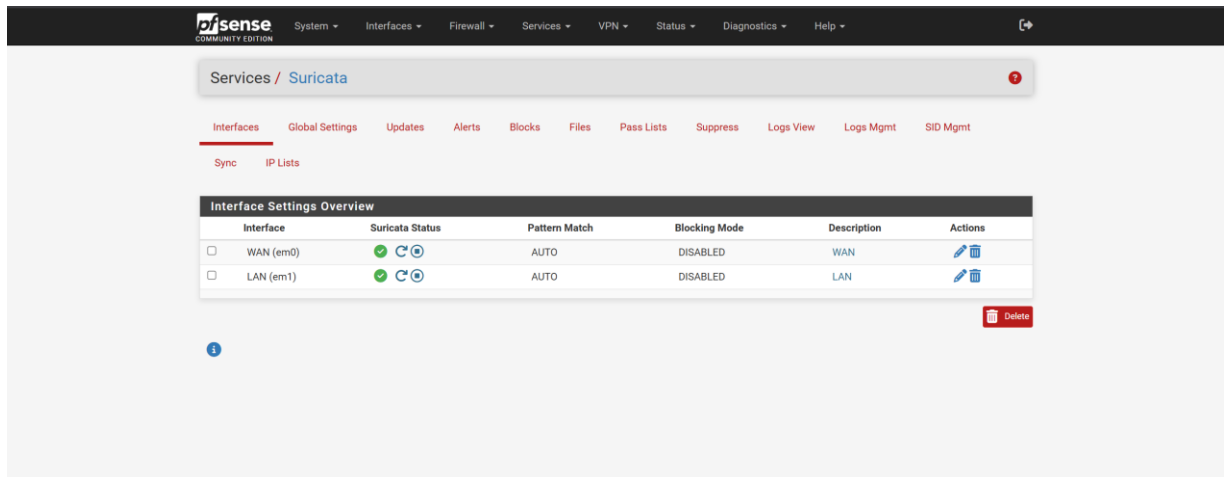 pfsense System Interfaces Firewall Services VPN Status Diagnostics Help
COMMUNITY EDITION
Services / Suricata
Interfaces Global Settings Updates Alerts Blocks Files Pass Lists Suppress Logs View Logs Mgmt SID Mgmt
Sync IP Lists
Interface Settings Overview
Interface Suricata Status Pattern Match Blocking Mode Description Actions
WAN (em0) AUTO DISABLED WAN
LAN (em1) AUTO DISABLED LAN
Delete